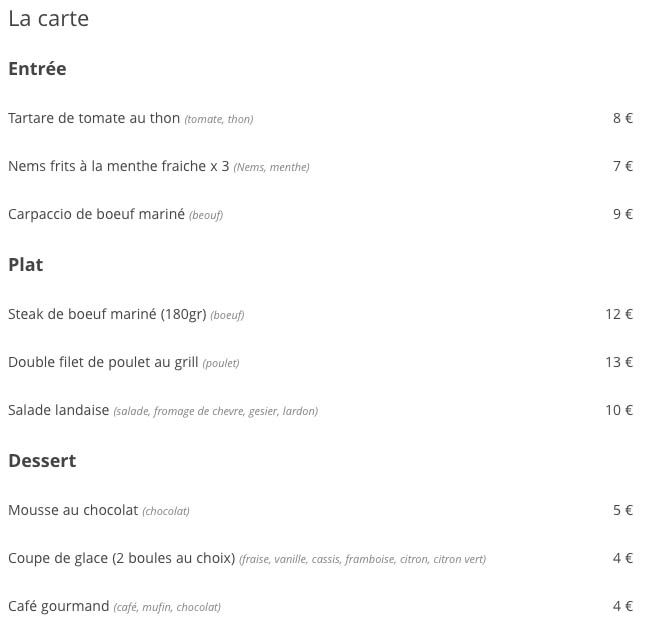 La carte
Entrée
Tartare de tomate au thon (tomate, thon) 8 €
Nems frits à la menthe fraiche x 3 (Nems, menthe) 7 €
Carpaccio de boeuf mariné (beouf) 9 €
Plat
Steak de boeuf mariné (180gr) (boeuf) 12 €
Double filet de poulet au grill (poulet) 13 €
Salade landaise (salade, fromage de chevre, gesier, lardon) 10 €
Dessert
Mousse au chocolat (chocolat) 5 €
Coupe de glace (2 boules au choix) (fraise, vanille, cassis, framboise, citron, citron vert) 4 €
Café gourmand (café, mufin, chocolat) 4 €